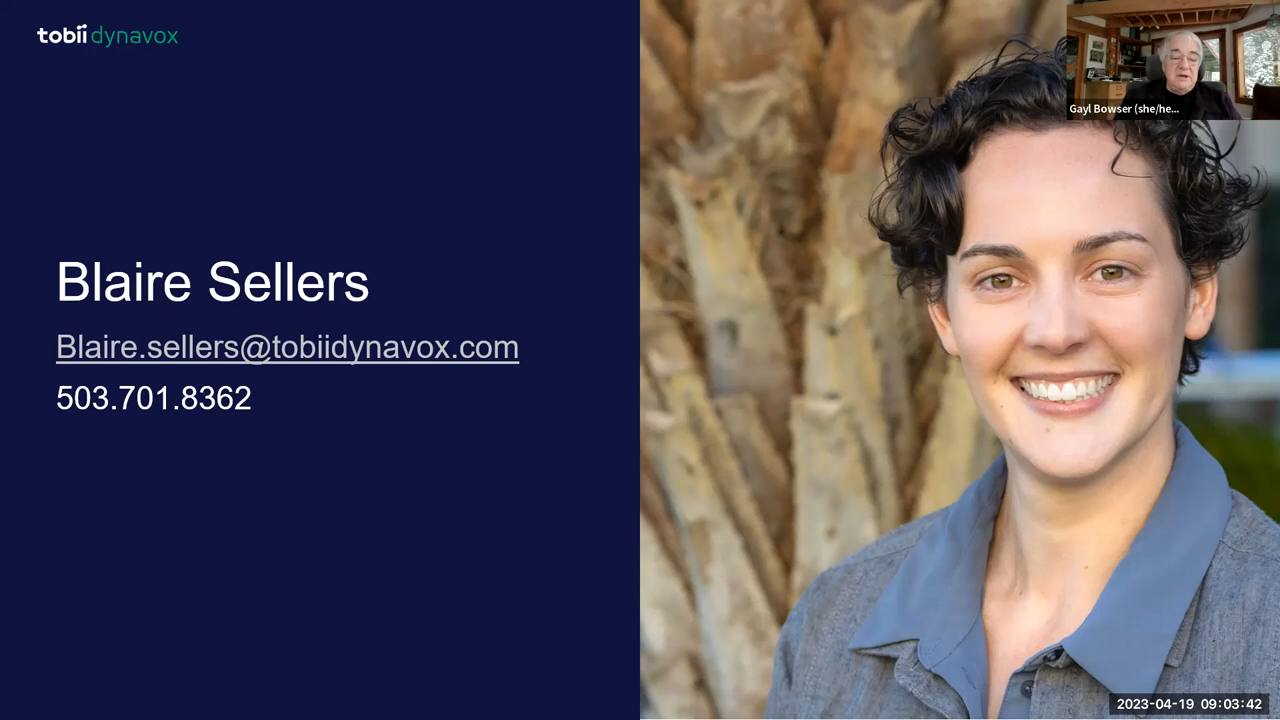 tobii dynavox
Gayl Bowser (she/he...
Blaire Sellers
Blaire.sellers@tobiidynavox.com
503.701.8362
2023-04-19 09:03:42